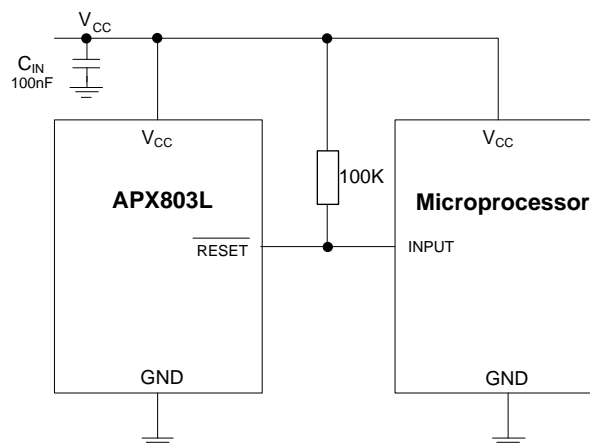 VCC
CIN
100nF
VCC
VCC
100K
APX803L
Microprocessor
RESET
INPUT
GND
GND